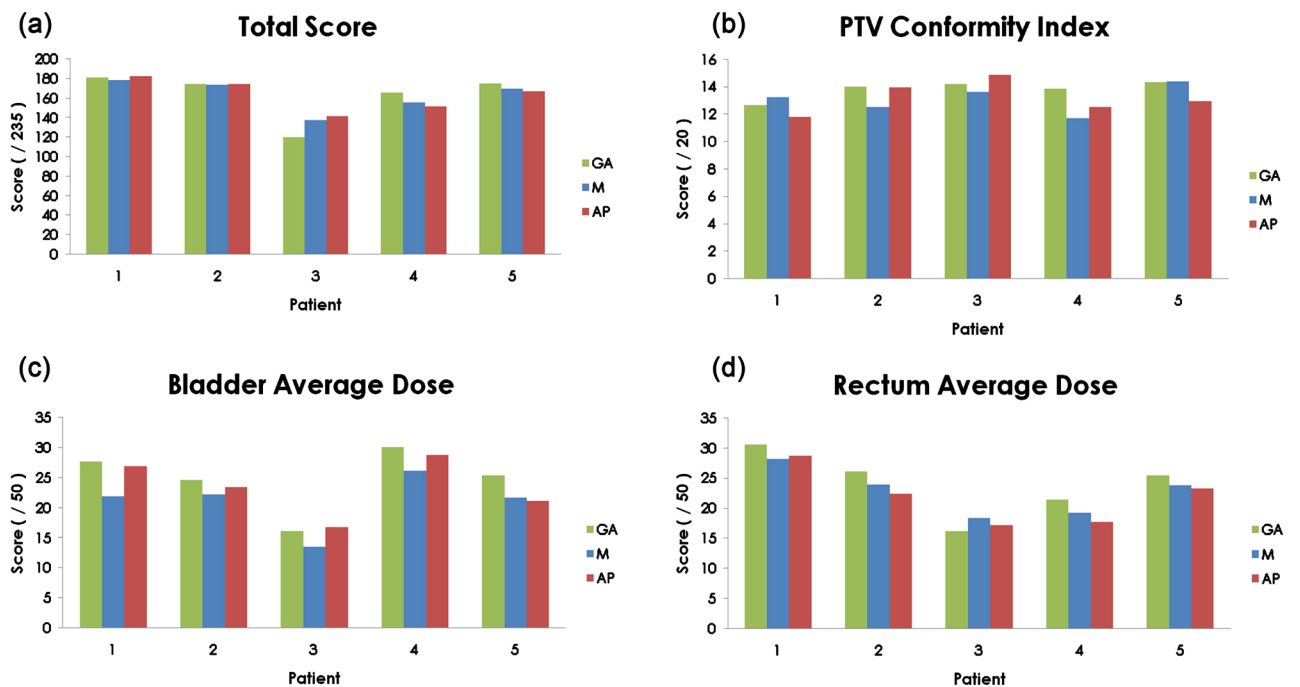 (a)
Total Score
200
180
160
140
120
100
80
60
40
20
0
Score ( / 235)
1 2 3 4 5
Patient
GA
M
AP
(b)
PTV Conformity Index
16
14
12
10
8
6
4
2
0
Score ( / 20)
1 2 3 4 5
Patient
GA
M
AP
(c)
Bladder Average Dose
35
30
25
20
15
10
5
0
Score ( / 50)
1 2 3 4 5
Patient
GA
M
AP
(d)
Rectum Average Dose
35
30
25
20
15
10
5
0
Score ( / 50)
1 2 3 4 5
Patient
GA
M
AP